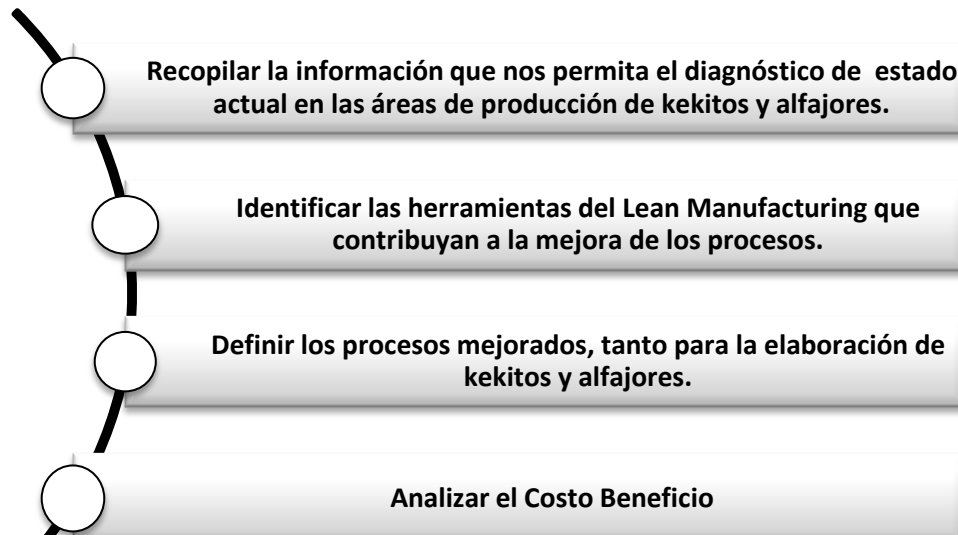 Recopilar la información que nos permita el diagnóstico de estado
actual en las áreas de producción de kekitos y alfajores.
Identificar las herramientas del Lean Manufacturing que
contribuyan a la mejora de los procesos.
Definir los procesos mejorados, tanto para la elaboración de
kekitos y alfajores.
Analizar el Costo Beneficio